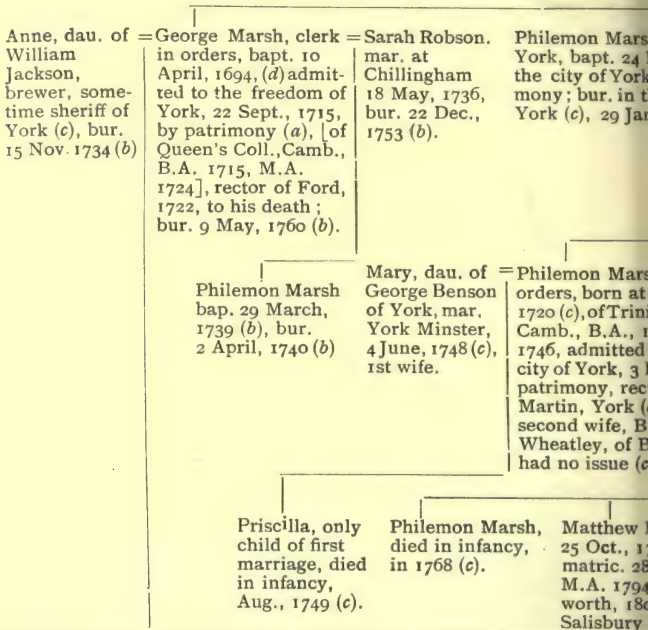 Anne, dau. of
William
Jackson,
brewer, some-
time sheriff of
York (c), bur.
15 Nov. 1734 (b)
= George Marsh, clerk
in orders, bapt. 10
April, 1694, (d) admit-
ted to the freedom of
York, 22 Sept., 1715,
by patrimony (a), [of
Queen's Coll., Camb.,
B.A. 1715, M.A.
1724], rector of Ford,
1722, to his death ;
bur. 9 May, 1760 (b).
= Sarah Robson.
mar. at
Chillingham
18 May, 1736,
bur. 22 Dec.,
1753 (b).
Philemon Mars
York, bapt. 24
the city of York
mony ; bur. in t
York (c), 29 Jan
Philemon Marsh
bap. 29 March,
1739 (b), bur.
2 April, 1740 (b)
Mary, dau. of
George Benson
of York, mar.
York Minster,
4 June, 1748 (c),
1st wife.
= Philemon Mars
orders, born at
1720 (c), of Trini
Camb., B.A., 1
1746, admitted
city of York, 3
patrimony, rec
Martin, York (
second wife, B
Wheatley, of B
had no issue (c
Priscilla, only
child of first
marriage, died
in infancy,
Aug., 1749 (c).
Philemon Marsh,
died in infancy,
in 1768 (c).
Matthew
25 Oct., 17
matric. 28
M.A. 1794
worth, 180
Salisbury